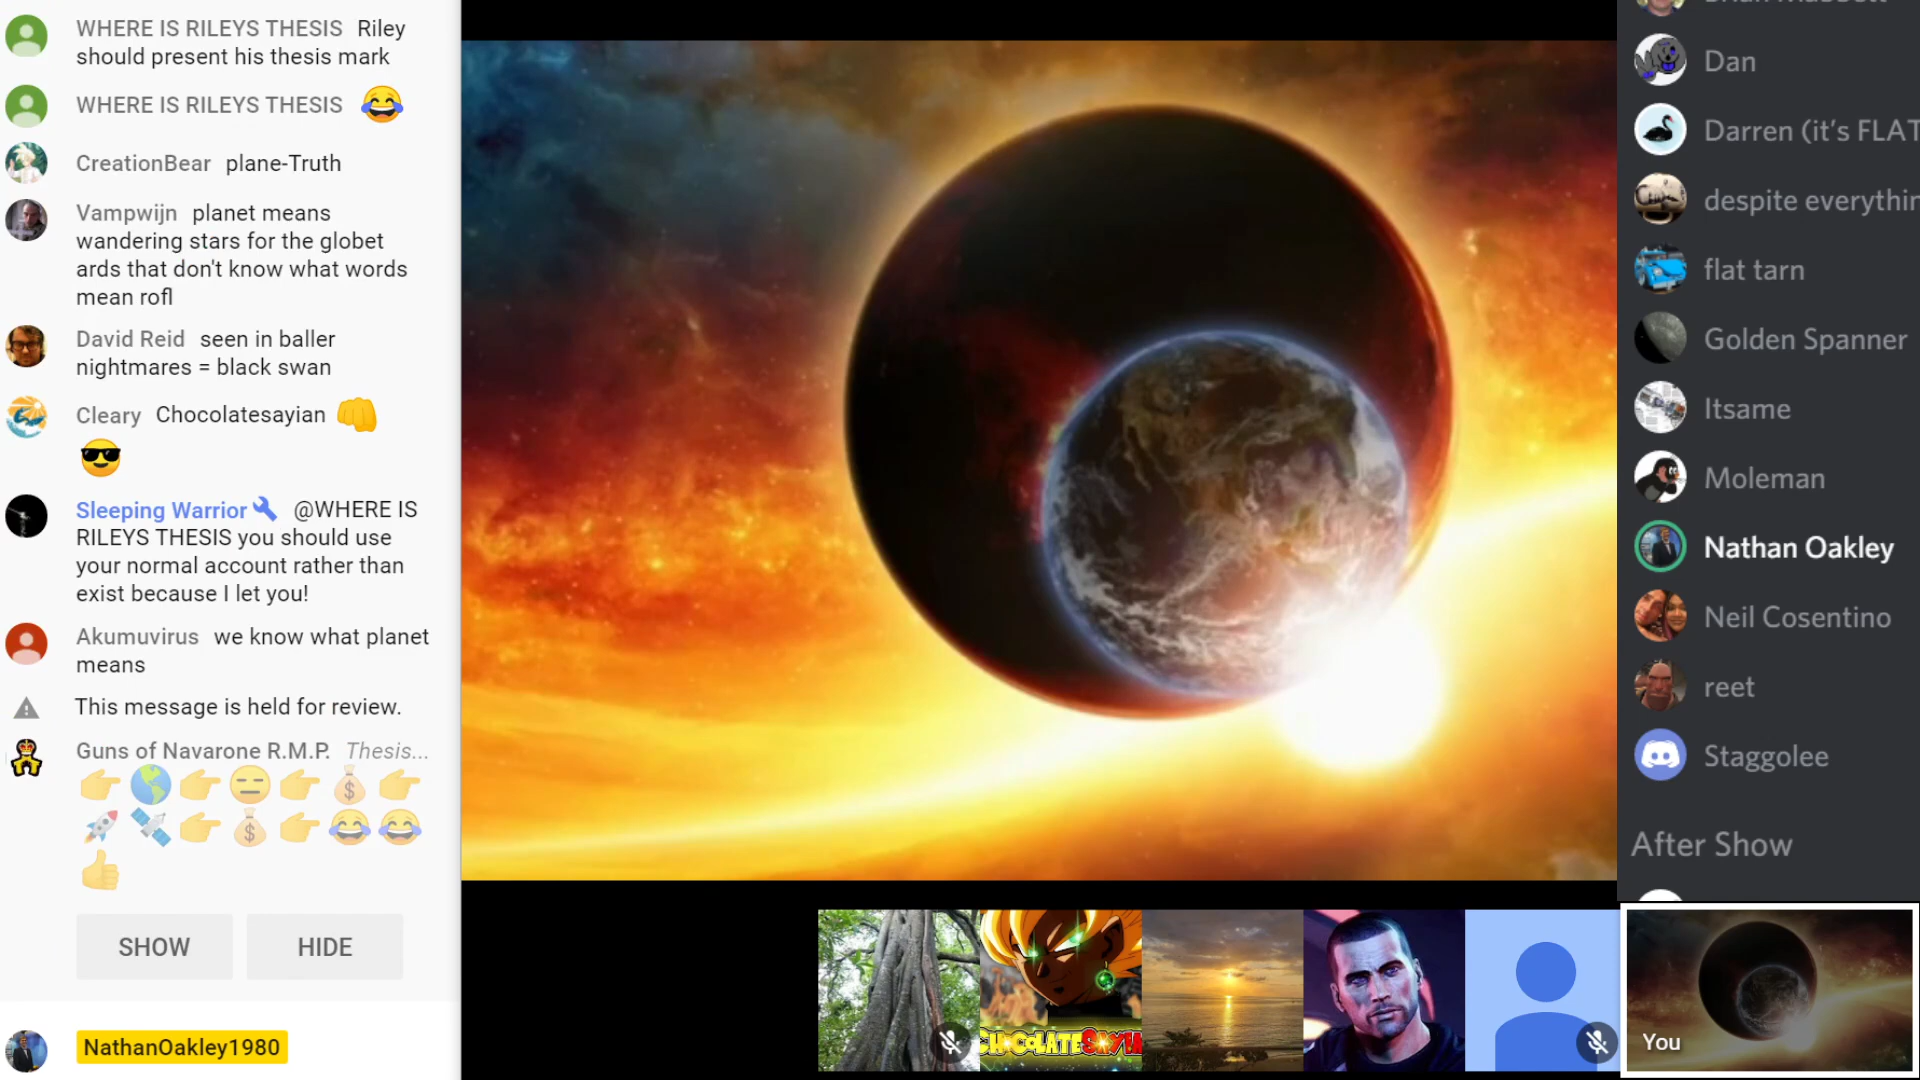 WHERE IS RILEYS THESIS Riley
should present his thesis mark
WHERE IS RILEYS THESIS
CreationBear plane-Truth
Vampwijn planet means
wandering stars for the globet
ards that don't know what words
mean rofl
David Reid seen in baller
nightmares = black swan
Cleary Chocolatesayian
Sleeping Warrior @WHERE IS
RILEYS THESIS you should use
your normal account rather than
exist because I let you!
Akumuvirus we know what planet
means
This message is held for review.
Guns of Navarone R.M.P. Thesis...
SHOW HIDE
NathanOakley1980
Dan
Darren (it's FLAT
despite everythin
flat tarn
Golden Spanner
Itsame
Moleman
Nathan Oakley
Neil Cosentino
reet
Staggolee
After Show
CHOCOLATE
You